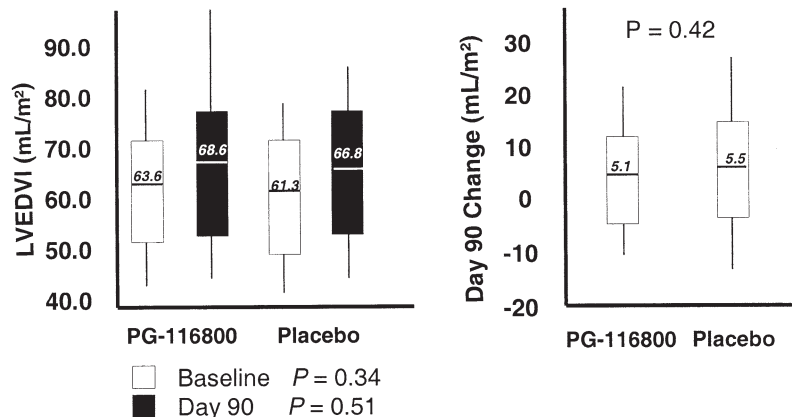 LVEDVI (mL/m²)
90.0
80.0
70.0
60.0
50.0
40.0
63.6
68.6
61.3
66.8
PG-116800 Placebo
Baseline P = 0.34
Day 90 P = 0.51
Day 90 Change (mL/m²)
P = 0.42
30
20
10
0
-10
-20
5.1
5.5
PG-116800 Placebo